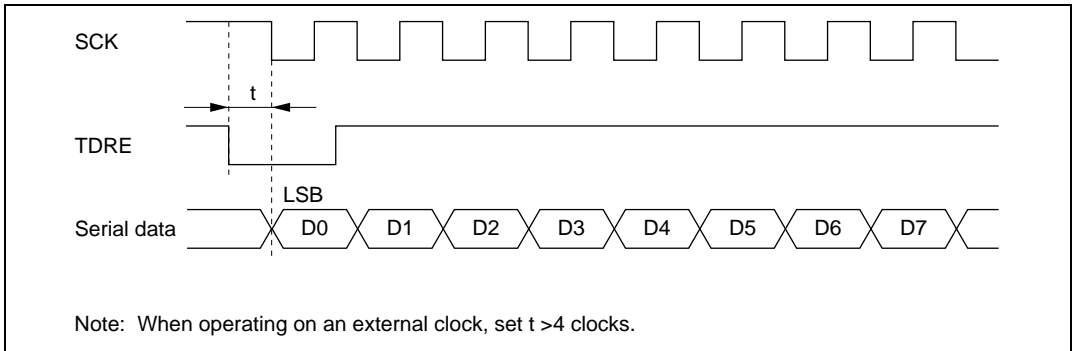 SCK
t
TDRE
LSB
Serial data D0 D1 D2 D3 D4 D5 D6 D7
Note: When operating on an external clock, set t >4 clocks.